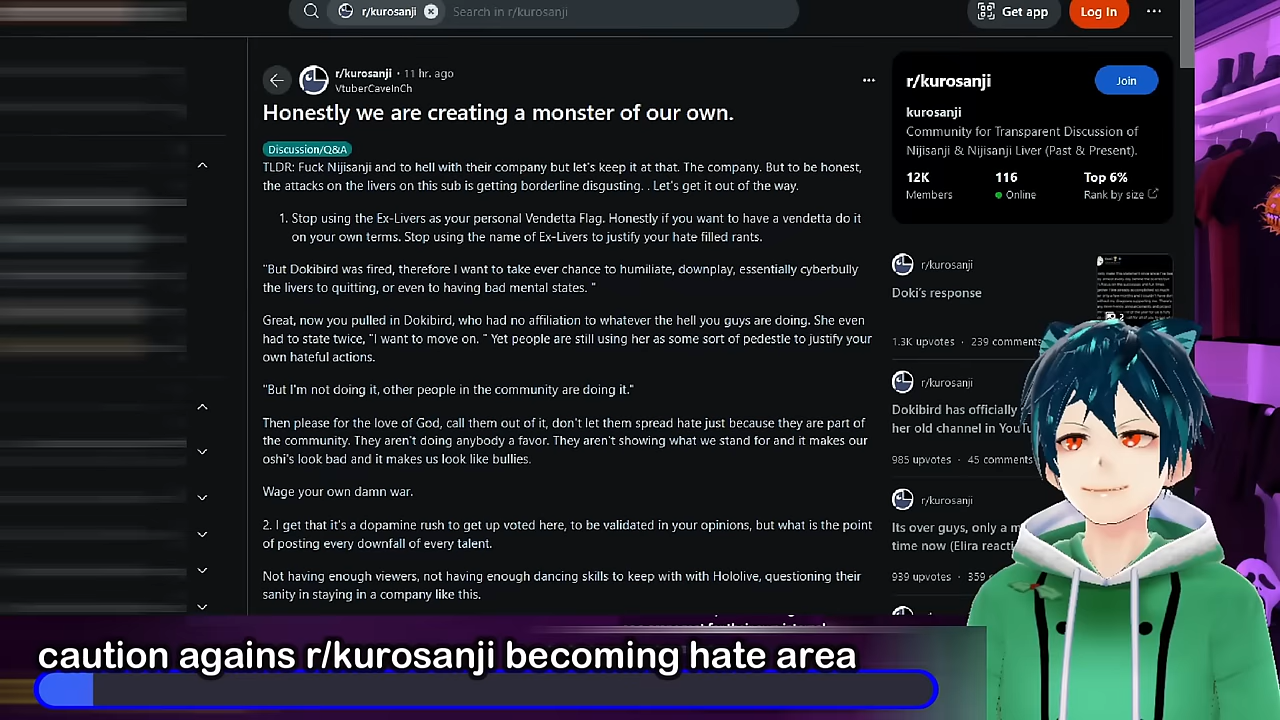 r/kurosanji
Search in r/kurosanji
Get app
Log In
r/kurosanji • 11 hr. ago
VtuberCaveInCh
Honestly we are creating a monster of our own.
Discussion/Q&A
TLDR: Fuck Nijisanji and to hell with their company but let's keep it at that. The company. But to be honest,
the attacks on the livers on this sub is getting borderline disgusting. . Let's get it out of the way.
1. Stop using the Ex-Livers as your personal Vendetta Flag. Honestly if you want to have a vendetta do it
on your own terms. Stop using the name of Ex-Livers to justify your hate filled rants.
"But Dokibird was fired, therefore I want to take ever chance to humiliate, downplay, essentially cyberbully
the livers to quitting, or even to having bad mental states. "
Great, now you pulled in her name who had no affiliation to whatever the hell you guys are doing. She even
had to state twice, "I want to move on. " Yet people are still using her as some sort of pedestle to justify your
own hateful actions.
"But I'm not doing it, other people in the community are doing it."
Then please for the love of God, call them out of it, don't let them spread hate just because they are part of
the community. They aren't doing anybody a favor. They aren't showing what we stand for and it makes our
oshi's look bad and it makes us look like bullies.
Wage your own damn war.
2. I get that it's a dopamine rush to get up voted here, to be validated in your opinions, but what is the point
of posting every downfall of every talent.
Not having enough viewers, not having enough dancing skills to keep with with Hololive, questioning their
sanity in staying in a company like this.
r/kurosanji
Join
kurosanji
Community for Transparent Discussion of
Nijisanji & Nijisanji Liver (Past & Present).
12K 116 Top 6%
Members Online Rank by size
r/kurosanji
Doki's response
1.3K upvotes • 239 comments
r/kurosanji
Dokibird has officially
her old channel in YouTu
985 upvotes • 45 comments
r/kurosanji
Its over guys, only a m
time now (Elira reacti
939 upvotes • 359
caution agains r/kurosanji becoming hate area